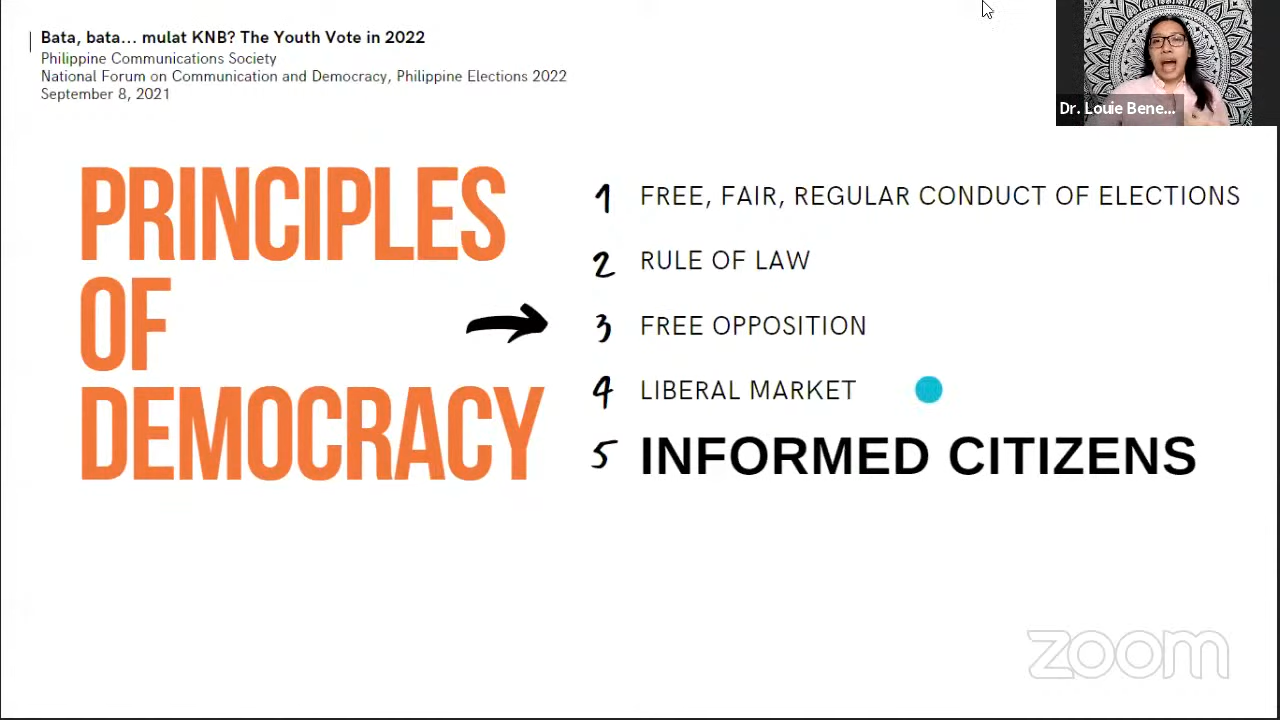 Bata, bata... mulat KNB? The Youth Vote in 2022
Philippine Communications Society
National Forum on Communication and Democracy, Philippine Elections 2022
September 8, 2021
Dr. Louie Bene...
PRINCIPLES
OF
DEMOCRACY
1 FREE, FAIR, REGULAR CONDUCT OF ELECTIONS
2 RULE OF LAW
3 FREE OPPOSITION
4 LIBERAL MARKET
5 INFORMED CITIZENS
zoom